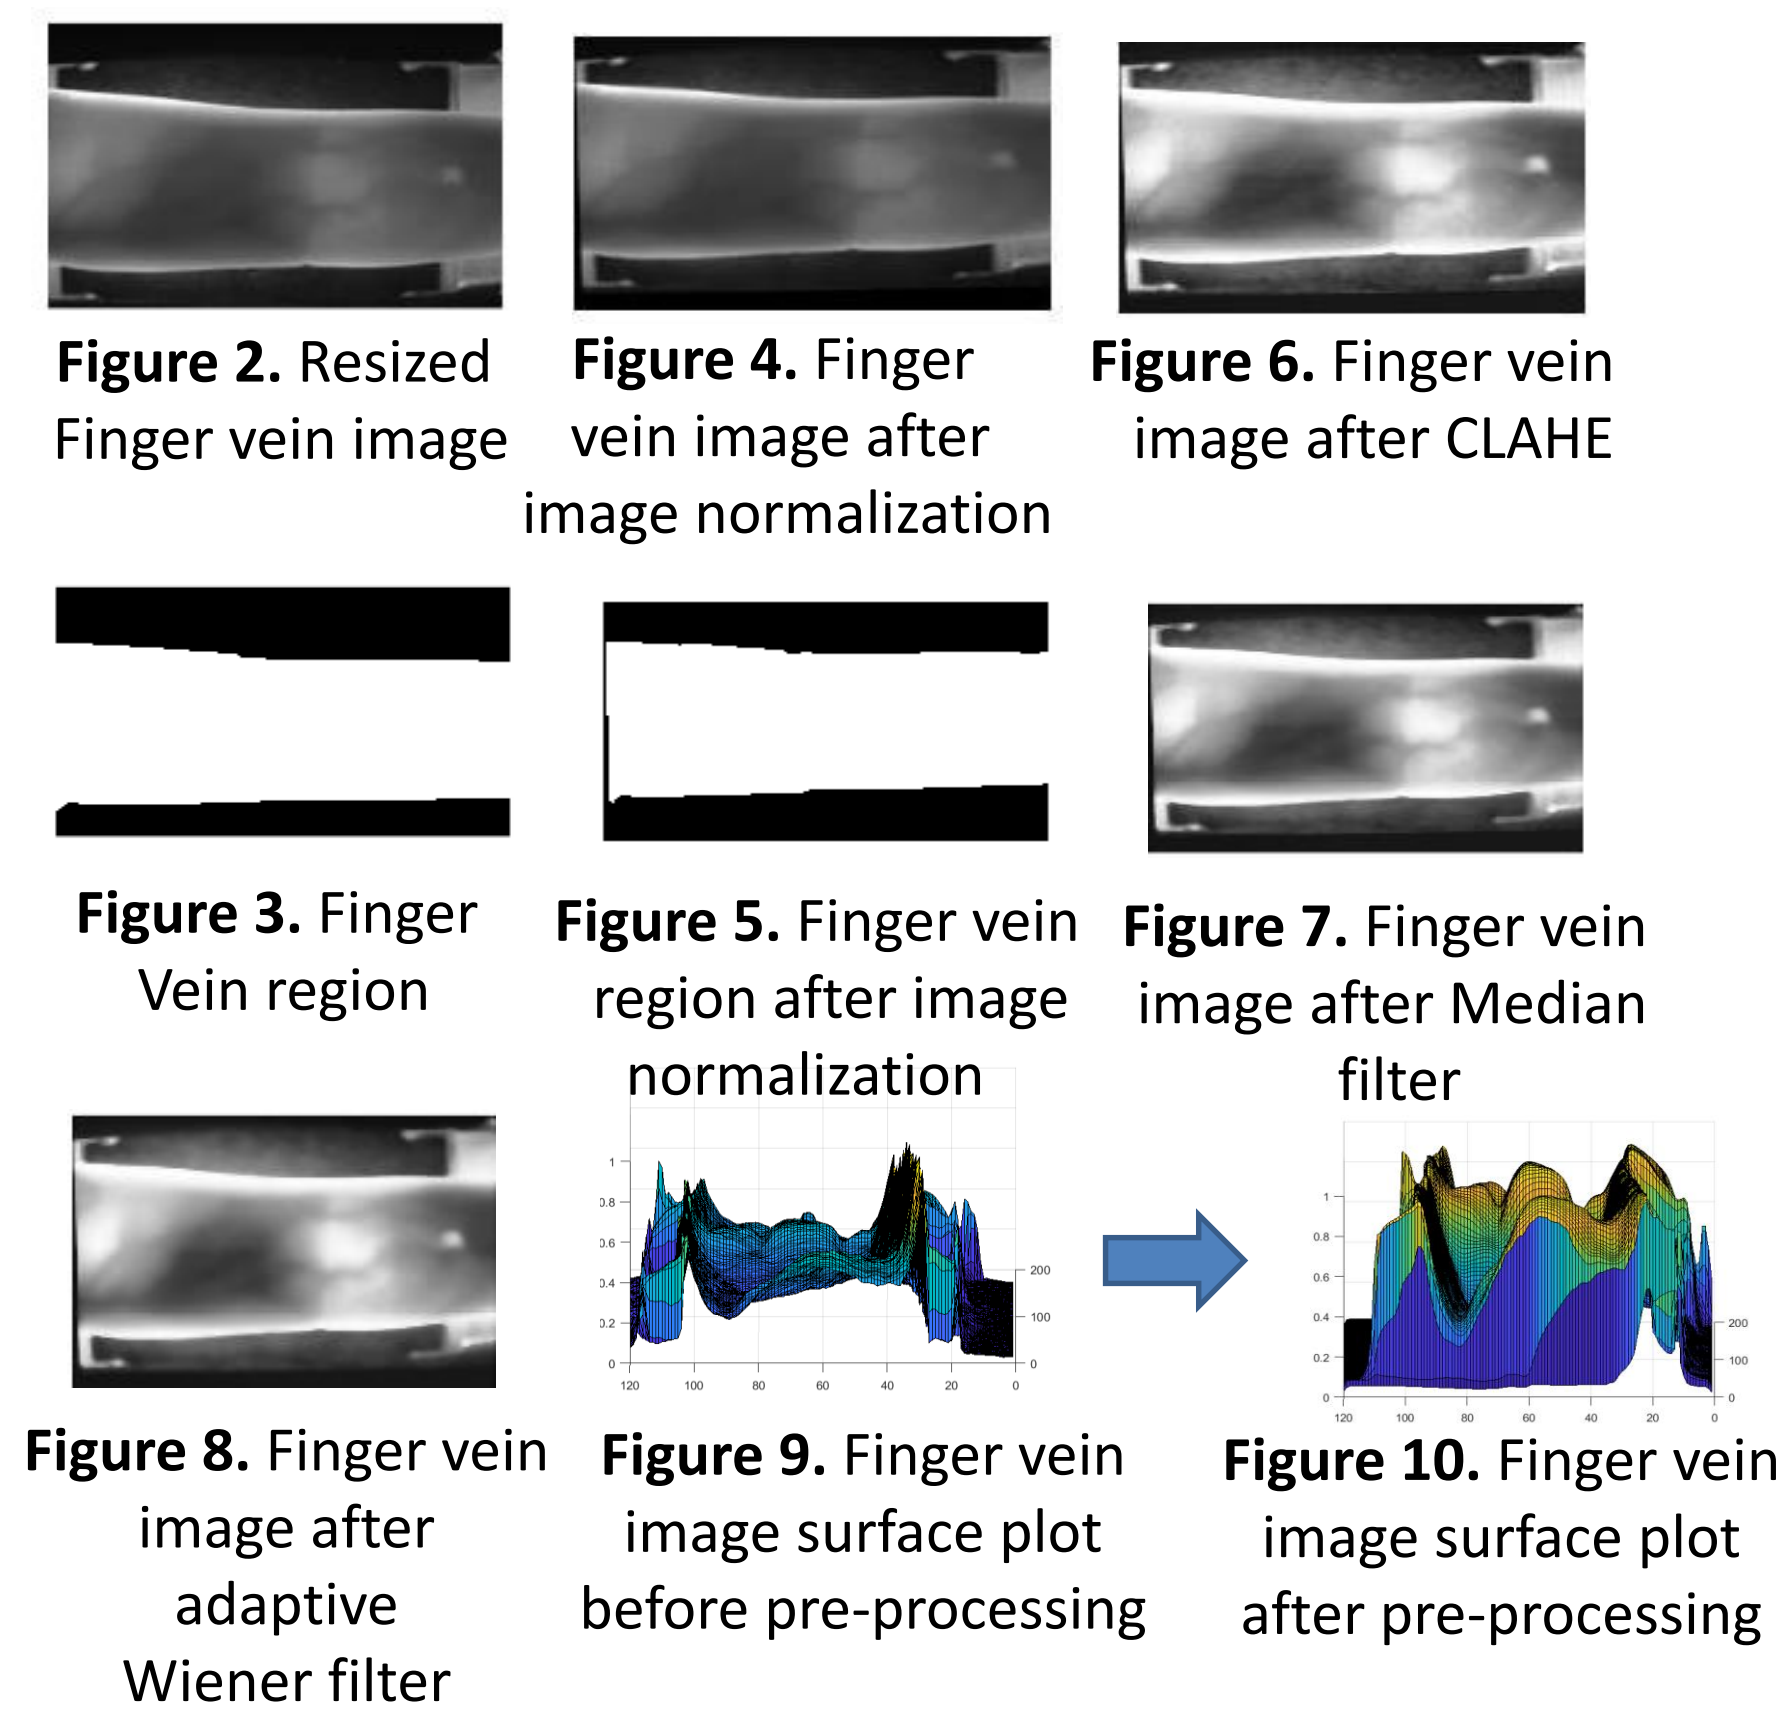 Figure 2. Resized
Finger vein image
Figure 4. Finger
vein image after
image normalization
Figure 6. Finger vein
image after CLAHE
Figure 3. Finger
Vein region
Figure 5. Finger vein
region after image
normalization
Figure 7. Finger vein
image after Median
filter
1
0.8
0.6
0.4
0.2
0
120 100 80 60 40 20 0
200
100
0
1
0.8
0.6
0.4
0.2
0
120 100 80 60 40 20 0
200
100
0
Figure 8. Finger vein
image after
adaptive
Wiener filter
Figure 9. Finger vein
image surface plot
before pre-processing
Figure 10. Finger vein
image surface plot
after pre-processing